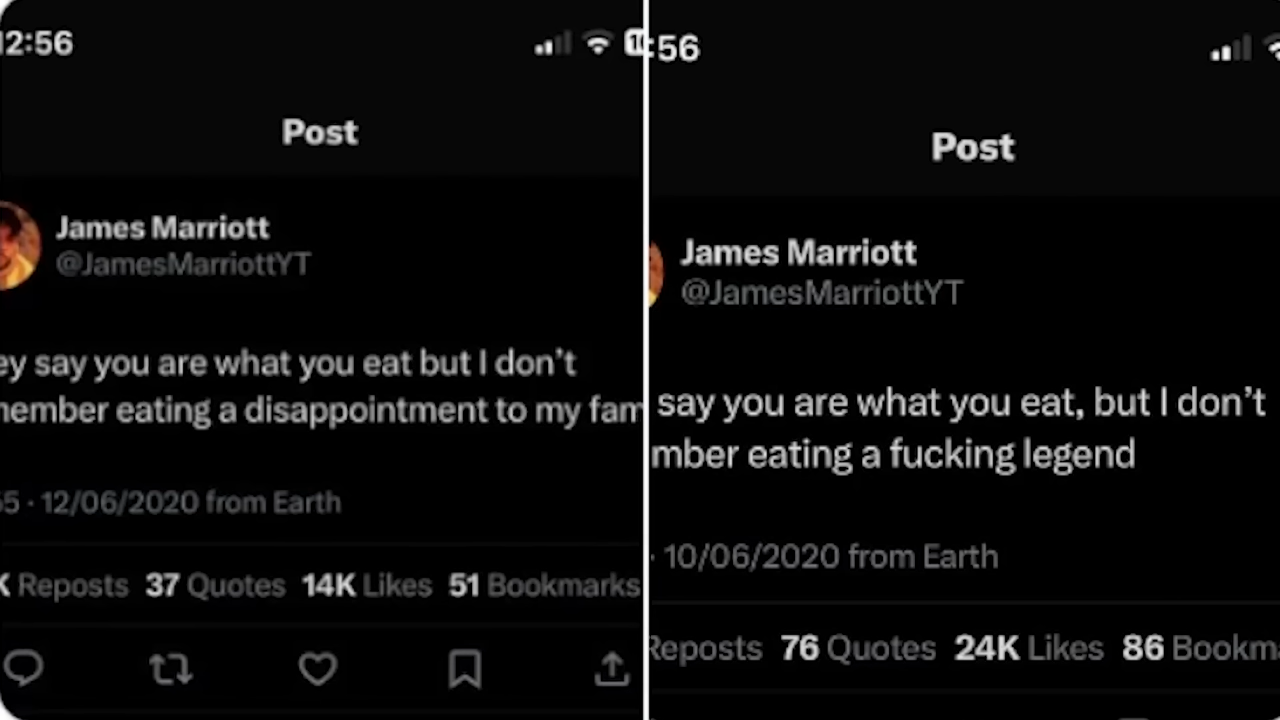 12:56
Post
James Marriott
@JamesMarriottYT
ey say you are what you eat but I don't
nember eating a disappointment to my fam
55 · 12/06/2020 from Earth
K Reposts 37 Quotes 14K Likes 51 Bookmarks
:56
Post
James Marriott
@JamesMarriottYT
say you are what you eat, but I don't
mber eating a fucking legend
· 10/06/2020 from Earth
Reposts 76 Quotes 24K Likes 86 Bookma